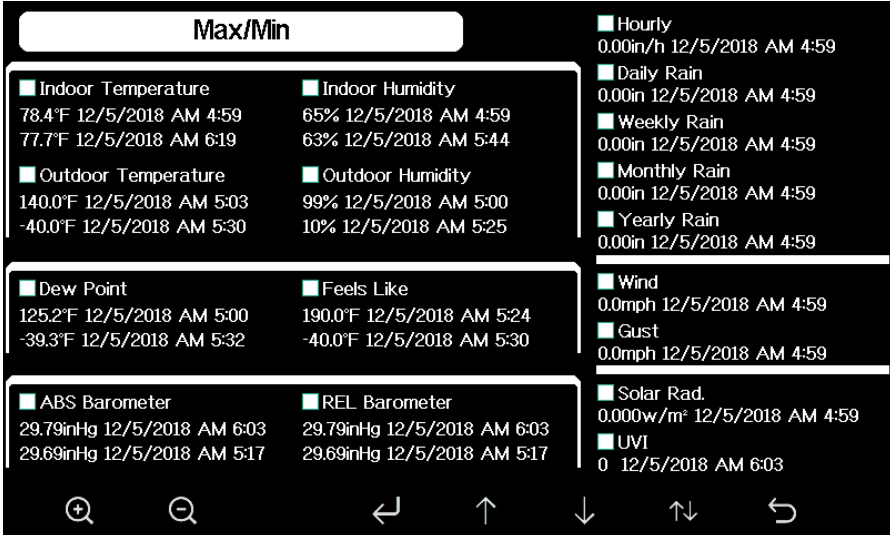 Max/Min
Indoor Temperature
78.4°F 12/5/2018 AM 4:59
77.7°F 12/5/2018 AM 6:19
Indoor Humidity
65% 12/5/2018 AM 4:59
63% 12/5/2018 AM 5:44
Outdoor Temperature
140.0°F 12/5/2018 AM 5:03
-40.0°F 12/5/2018 AM 5:30
Outdoor Humidity
99% 12/5/2018 AM 5:00
10% 12/5/2018 AM 5:25
Dew Point
125.2°F 12/5/2018 AM 5:00
-39.3°F 12/5/2018 AM 5:32
Feels Like
190.0°F 12/5/2018 AM 5:24
-40.0°F 12/5/2018 AM 5:30
ABS Barometer
29.79inHg 12/5/2018 AM 6:03
29.69inHg 12/5/2018 AM 5:17
REL Barometer
29.79inHg 12/5/2018 AM 6:03
29.69inHg 12/5/2018 AM 5:17
Hourly
0.00in/h 12/5/2018 AM 4:59
Daily Rain
0.00in 12/5/2018 AM 4:59
Weekly Rain
0.00in 12/5/2018 AM 4:59
Monthly Rain
0.00in 12/5/2018 AM 4:59
Yearly Rain
0.00in 12/5/2018 AM 4:59
Wind
0.0mph 12/5/2018 AM 4:59
Gust
0.0mph 12/5/2018 AM 4:59
Solar Rad.
0.000w/m² 12/5/2018 AM 4:59
UVI
0 12/5/2018 AM 6:03